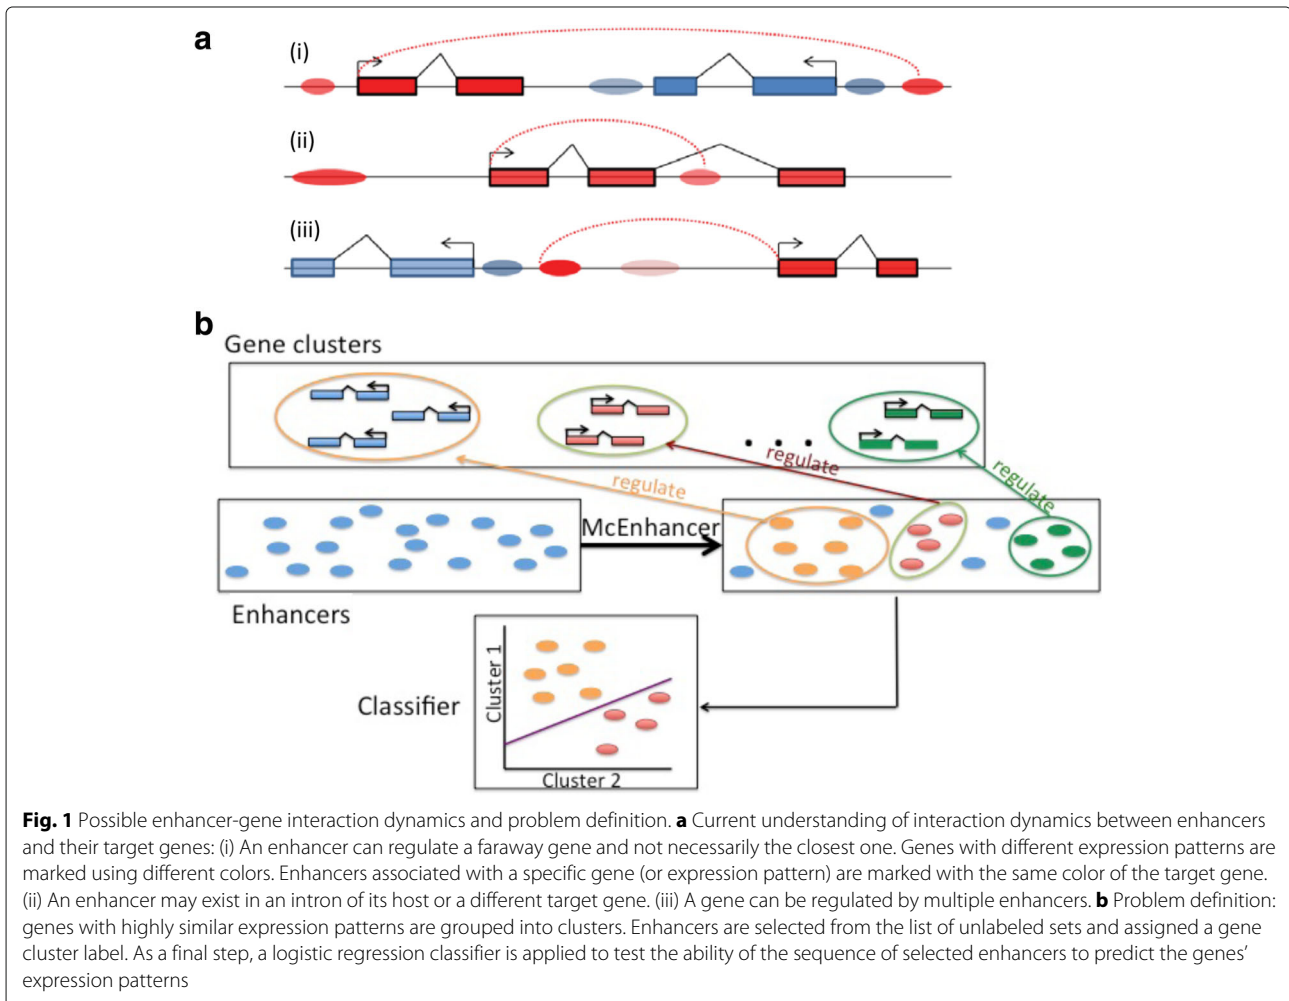 a
(i)
(ii)
(iii)
b
Gene clusters
. . .
regulate
regulate
regulate
McEnhancer
Enhancers
Classifier
Cluster 1
Cluster 2
Fig. 1 Possible enhancer-gene interaction dynamics and problem definition. a Current understanding of interaction dynamics between enhancers
and their target genes: (i) An enhancer can regulate a faraway gene and not necessarily the closest one. Genes with different expression patterns are
marked using different colors. Enhancers associated with a specific gene (or expression pattern) are marked with the same color of the target gene.
(ii) An enhancer may exist in an intron of its host or a different target gene. (iii) A gene can be regulated by multiple enhancers. b Problem definition:
genes with highly similar expression patterns are grouped into clusters. Enhancers are selected from the list of unlabeled sets and assigned a gene
cluster label. As a final step, a logistic regression classifier is applied to test the ability of the sequence of selected enhancers to predict the genes’
expression patterns